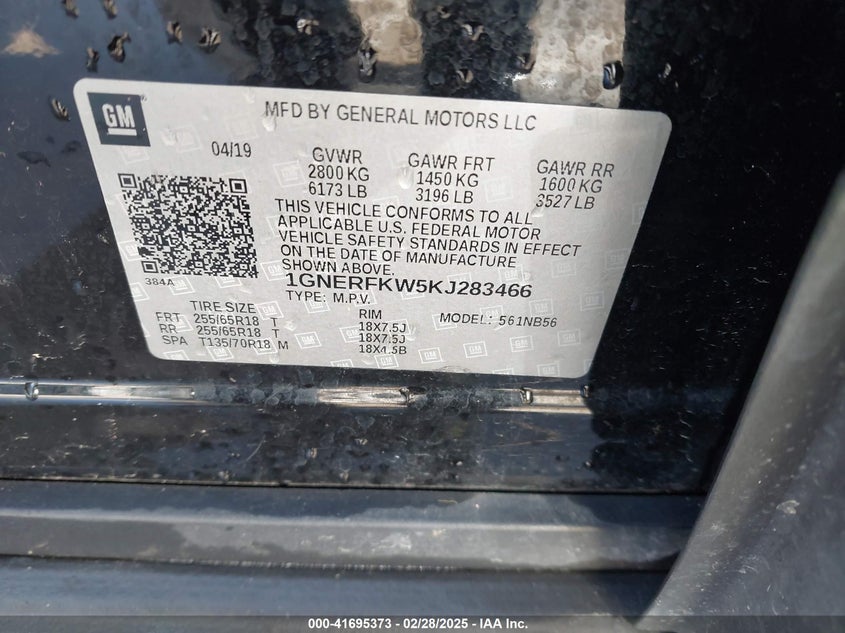 GM
MFD BY GENERAL MOTORS LLC
04/19 GVWR GAWR FRT GAWR RR
2800 KG 1450 KG 1600 KG
6173 LB 3196 LB 3527 LB
THIS VEHICLE CONFORMS TO ALL
APPLICABLE U.S. FEDERAL MOTOR
VEHICLE SAFETY STANDARDS IN EFFECT
ON THE DATE OF MANUFACTURE
SHOWN ABOVE.
384A
1GNERFKW5KJ283466
TYPE: M.P.V.
TIRE SIZE RIM MODEL: 561NB56
FRT 255/65R18 T 18X7.5J
RR 255/65R18 T 18X7.5J
SPA T135/70R18 M 18X4.5B
000-41695373 — 02/28/2025 — IAA Inc.